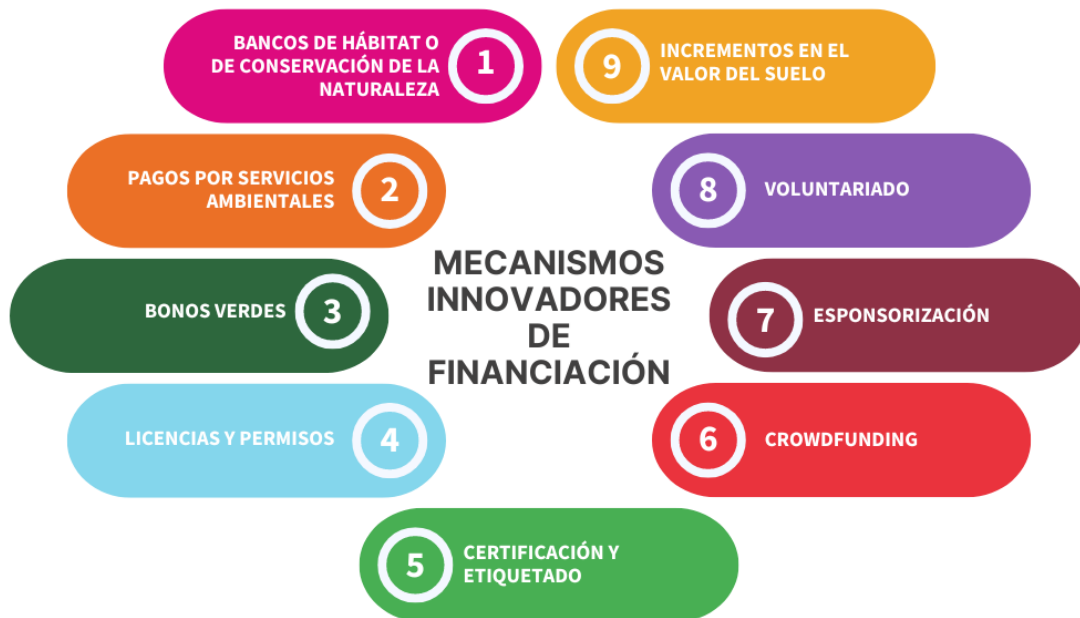 MECANISMOS
INNOVADORES
DE
FINANCIACIÓN
BANCOS DE HÁBITAT O
DE CONSERVACIÓN DE LA
NATURALEZA
1
PAGOS POR SERVICIOS
AMBIENTALES
2
BONOS VERDES
3
LICENCIAS Y PERMISOS
4
5
CERTIFICACIÓN Y
ETIQUETADO
6
CROWDFUNDING
7
ESPONSORIZACIÓN
8
VOLUNTARIADO
9
INCREMENTOS EN EL
VALOR DEL SUELO